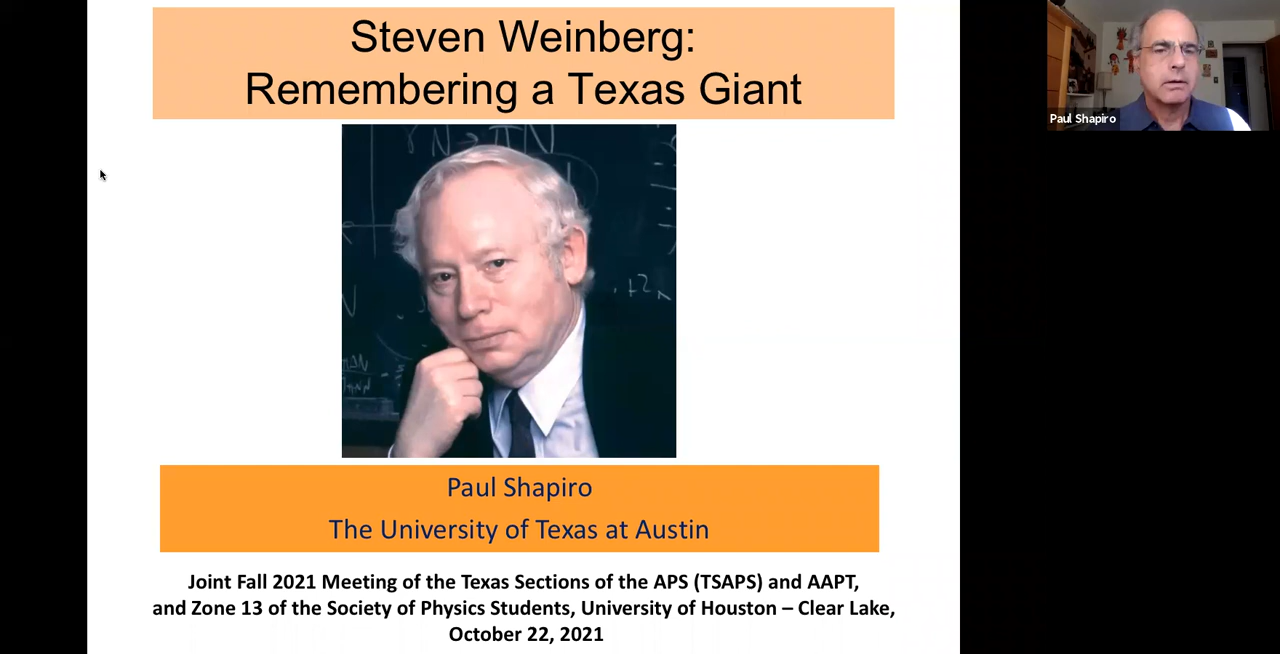 Steven Weinberg:
Remembering a Texas Giant
Paul Shapiro
Paul Shapiro
The University of Texas at Austin
Joint Fall 2021 Meeting of the Texas Sections of the APS (TSAPS) and AAPT,
and Zone 13 of the Society of Physics Students, University of Houston – Clear Lake,
October 22, 2021